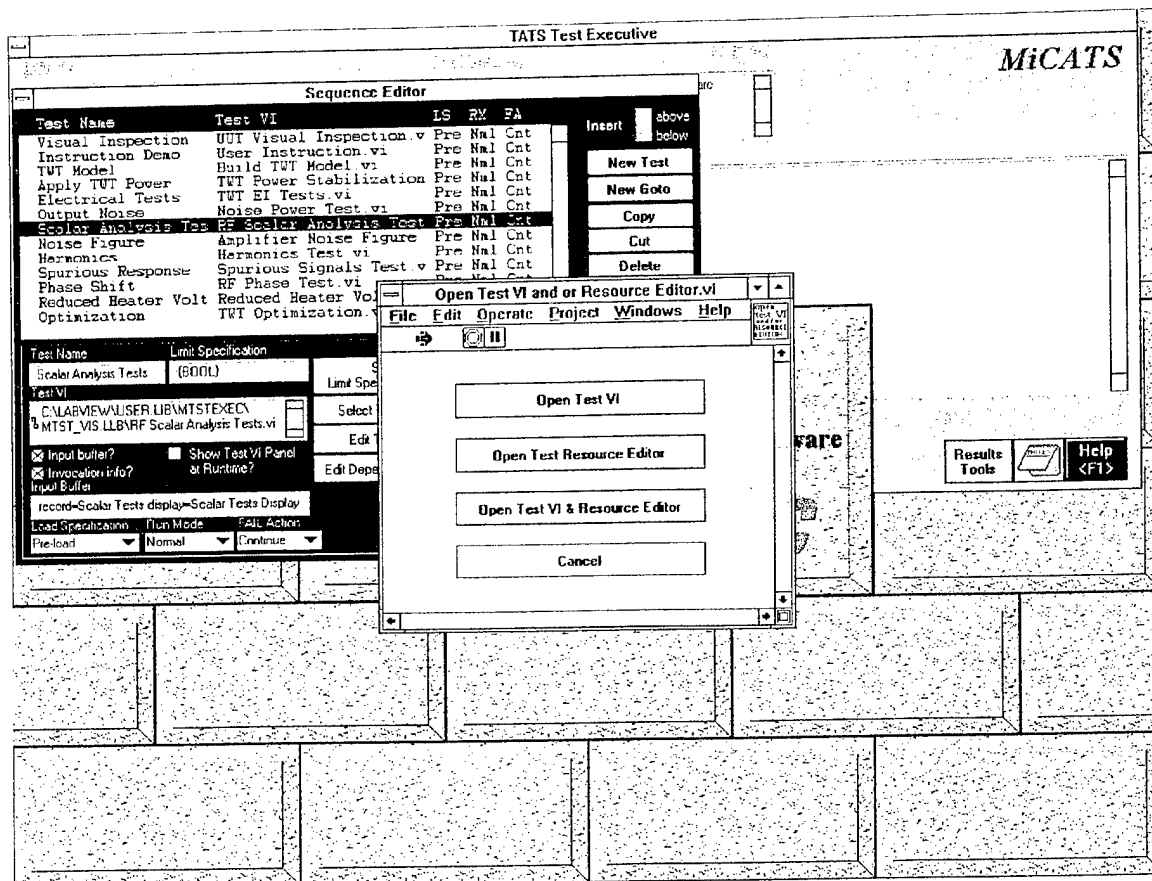 TATS Test Executive
MiCATS
Sequence Editor
Test Name Test VI LS RX FA
Visual Inspection UUT Visual Inspection.v Pre Nml Cnt
Instruction Demo User Instruction.vi Pre Nml Cnt
TWT Model Build TWT Model.vi Pre Nml Cnt
Apply TWT Power TWT Power Stabilization Pre Nml Cnt
Electrical Tests TWT EI Tests.vi Pre Nml Cnt
Output Noise Noise Power Test.vi Pre Nml Cnt
Scalar Analysis Tes RF Scalar Analysis Test Pre Nml Cnt
Noise Figure Amplifier Noise Figure Pre Nml Cnt
Harmonics Harmonics Test vi Pre Nml Cnt
Spurious Response Spurious Signals Test.v Pre Nml Cnt
Phase Shift RF Phase Test.vi
Reduced Heater Volt Reduced Heater Vol
Optimization TWT Optimization.
Insert above
below
New Test
New Goto
Copy
Cut
Delete
Test Name Limit Specification
Scalar Analysis Tests {BOOL}
Limit Spe
Test VI
C:\LABVIEW\USER.LIB\MTSTEXEC\
MTST_VIS.LLB\RF Scalar Analysis Tests.vi
Select
Edit
Edit Depe
Input buffer?
Show Test VI Panel
at Runtime?
Invocation info?
Input Buffer
record=Scalar Tests display=Scalar Tests Display
Load Specification Run Mode FAIL Action
Pre-load Normal Continue
Open Test VI and or Resource Editor.vi
File Edit Operate Project Windows Help
Open
Test VI
and/or
Resource
Editor
Open Test VI
Open Test Resource Editor
Open Test VI & Resource Editor
Cancel
ware
Results
Tools
Help
<F1>